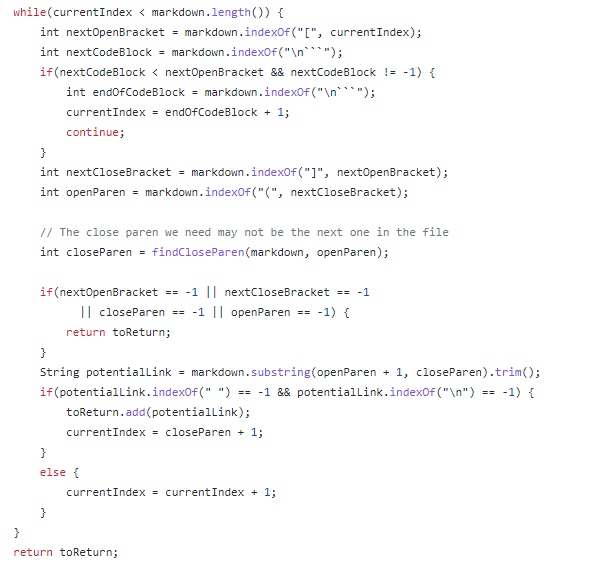 while(currentIndex < markdown.length()) {
    int nextOpenBracket = markdown.indexOf("[", currentIndex);
    int nextCodeBlock = markdown.indexOf("\n```");
    if(nextCodeBlock < nextOpenBracket && nextCodeBlock != -1) {
        int endOfCodeBlock = markdown.indexOf("\n```");
        currentIndex = endOfCodeBlock + 1;
        continue;
    }
    int nextCloseBracket = markdown.indexOf("]", nextOpenBracket);
    int openParen = markdown.indexOf("(", nextCloseBracket);

    // The close paren we need may not be the next one in the file
    int closeParen = findCloseParen(markdown, openParen);

    if(nextOpenBracket == -1 || nextCloseBracket == -1
          || closeParen == -1 || openParen == -1) {
        return toReturn;
    }
    String potentialLink = markdown.substring(openParen + 1, closeParen).trim();
    if(potentialLink.indexOf(" ") == -1 && potentialLink.indexOf("\n") == -1) {
        toReturn.add(potentialLink);
        currentIndex = closeParen + 1;
    }
    else {
        currentIndex = currentIndex + 1;
    }
}
return toReturn;